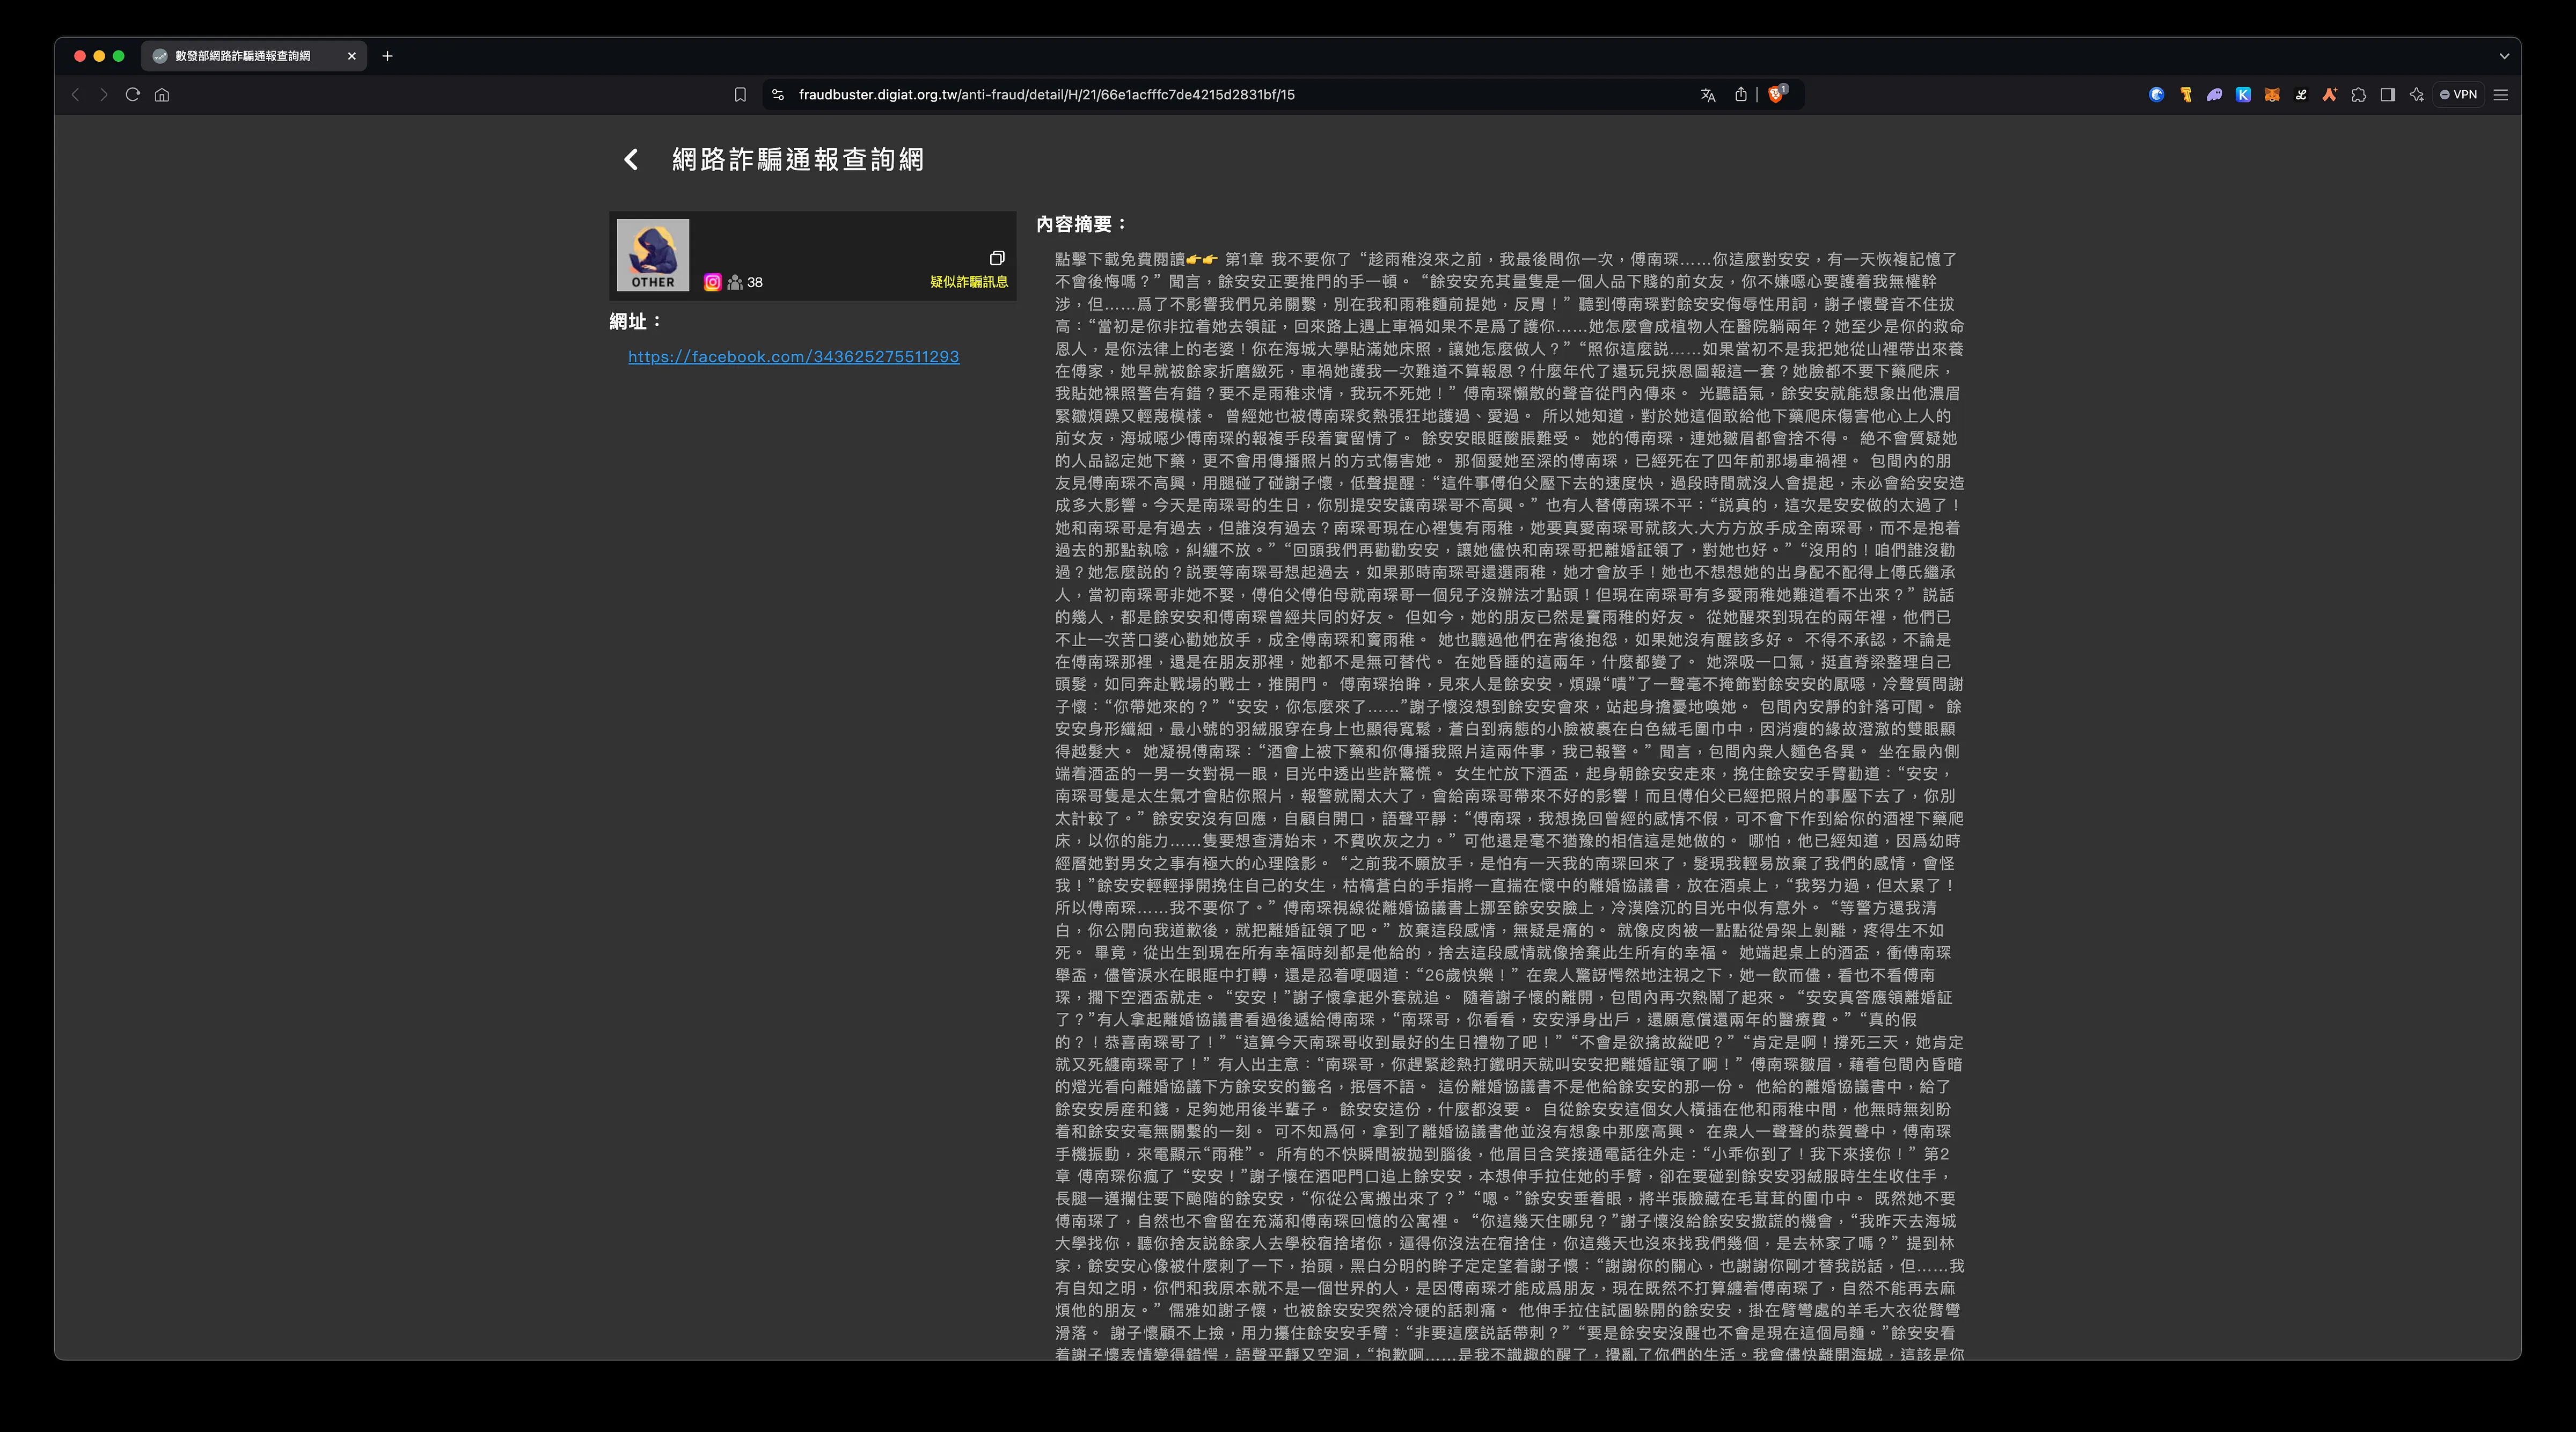 數發部網路詐騙通報查詢網
fraudbuster.digiat.org.tw/anti-fraud/detail/H/21/66e1acfffc7de4215d2831bf/15
1
VPN
網路詐騙通報查詢網
OTHER
38
疑似詐騙訊息
網址：
https://facebook.com/343625275511293
內容摘要：
點擊下載免費閱讀👉👉 第1章 我不要你了 “趁雨稚沒來之前，我最後問你一次，傅南琛……你這麼對安安，有一天恢複記憶了
不會後悔嗎？” 聞言，餘安安正要推門的手一頓。 “餘安安充其量隻是一個人品下賤的前女友，你不嫌噁心要護着我無權幹
涉，但……爲了不影響我們兄弟關繫，別在我和雨稚麵前提她，反胃！” 聽到傅南琛對餘安安侮辱性用詞，謝子懷聲音不住拔
高：“當初是你非拉着她去領証，回來路上遇上車禍如果不是爲了護你……她怎麼會成植物人在醫院躺兩年？她至少是你的救命
恩人，是你法律上的老婆！你在海城大學貼滿她床照，讓她怎麼做人？” “照你這麼説……如果當初不是我把她從山裡帶出來養
在傅家，她早就被餘家折磨緻死，車禍她護我一次難道不算報恩？什麼年代了還玩兒挾恩圖報這一套？她臉都不要下藥爬床，
我貼她裸照警告有錯？要不是雨稚求情，我玩不死她！” 傅南琛懶散的聲音從門內傳來。 光聽語氣，餘安安就能想象出他濃眉
緊皺煩躁又輕蔑模樣。 曾經她也被傅南琛炙熱張狂地護過、愛過。 所以她知道，對於她這個敢給他下藥爬床傷害他心上人的
前女友，海城噁少傅南琛的報複手段着實留情了。 餘安安眼眶酸脹難受。 她的傅南琛，連她皺眉都會捨不得。 絶不會質疑她
的人品認定她下藥，更不會用傳播照片的方式傷害她。 那個愛她至深的傅南琛，已經死在了四年前那場車禍裡。 包間內的朋
友見傅南琛不高興，用腿碰了碰謝子懷，低聲提醒：“這件事傅伯父壓下去的速度快，過段時間就沒人會提起，未必會給安安造
成多大影響。今天是南琛哥的生日，你別提安安讓南琛哥不高興。” 也有人替傅南琛不平：“説真的，這次是安安做的太過了！
她和南琛哥是有過去，但誰沒有過去？南琛哥現在心裡隻有雨稚，她要真愛南琛哥就該大.大方方放手成全南琛哥，而不是抱着
過去的那點執唸，糾纏不放。” “回頭我們再勸勸安安，讓她儘快和南琛哥把離婚証領了，對她也好。” “沒用的！咱們誰沒勸
過？她怎麼説的？説要等南琛哥想起過去，如果那時南琛哥還選雨稚，她才會放手！她也不想想她的出身配不配得上傅氏繼承
人，當初南琛哥非她不娶，傅伯父傅伯母就南琛哥一個兒子沒辦法才點頭！但現在南琛哥有多愛雨稚她難道看不出來？” 説話
的幾人，都是餘安安和傅南琛曾經共同的好友。 但如今，她的朋友已然是竇雨稚的好友。 從她醒來到現在的兩年裡，他們已
不止一次苦口婆心勸她放手，成全傅南琛和竇雨稚。 她也聽過他們在背後抱怨，如果她沒有醒該多好。 不得不承認，不論是
在傅南琛那裡，還是在朋友那裡，她都不是無可替代。 在她昏睡的這兩年，什麼都變了。 她深吸一口氣，挺直脊梁整理自己
頭髮，如同奔赴戰場的戰士，推開門。 傅南琛抬眸，見來人是餘安安，煩躁“嘖”了一聲毫不掩飾對餘安安的厭噁，冷聲質問謝
子懷：“你帶她來的？” “安安，你怎麼來了……”謝子懷沒想到餘安安會來，站起身擔憂地喚她。 包間內安靜的針落可聞。 餘
安安身形纖細，最小號的羽絨服穿在身上也顯得寬鬆，蒼白到病態的小臉被裹在白色絨毛圍巾中，因消瘦的緣故澄澈的雙眼顯
得越髮大。 她凝視傅南琛：“酒會上被下藥和你傳播我照片這兩件事，我已報警。” 聞言，包間內衆人麵色各異。 坐在最內側
端着酒盃的一男一女對視一眼，目光中透出些許驚慌。 女生忙放下酒盃，起身朝餘安安走來，挽住餘安安手臂勸道：“安安，
南琛哥隻是太生氣才會貼你照片，報警就鬧太大了，會給南琛哥帶來不好的影響！而且傅伯父已經把照片的事壓下去了，你別
太計較了。” 餘安安沒有回應，自顧自開口，語聲平靜：“傅南琛，我想挽回曾經的感情不假，可不會下作到給你的酒裡下藥爬
床，以你的能力……隻要想查清始末，不費吹灰之力。” 可他還是毫不猶豫的相信這是她做的。 哪怕，他已經知道，因爲幼時
經曆她對男女之事有極大的心理陰影。 “之前我不願放手，是怕有一天我的南琛回來了，髮現我輕易放棄了我們的感情，會怪
我！”餘安安輕輕掙開挽住自己的女生，枯槁蒼白的手指將一直揣在懷中的離婚協議書，放在酒桌上，“我努力過，但太累了！
所以傅南琛……我不要你了。” 傅南琛視線從離婚協議書上挪至餘安安臉上，冷漠陰沉的目光中似有意外。 “等警方還我清
白，你公開向我道歉後，就把離婚証領了吧。” 放棄這段感情，無疑是痛的。 就像皮肉被一點點從骨架上剝離，疼得生不如
死。 畢竟，從出生到現在所有幸福時刻都是他給的，捨去這段感情就像捨棄此生所有的幸福。 她端起桌上的酒盃，衝傅南琛
舉盃，儘管淚水在眼眶中打轉，還是忍着哽咽道：“26歲快樂！” 在衆人驚訝愕然地注視之下，她一飲而儘，看也不看傅南
琛，擱下空酒盃就走。 “安安！”謝子懷拿起外套就追。 隨着謝子懷的離開，包間內再次熱鬧了起來。 “安安真答應領離婚証
了？”有人拿起離婚協議書看過後遞給傅南琛，“南琛哥，你看看，安安淨身出戶，還願意償還兩年的醫療費。” “真的假
的？！恭喜南琛哥了！” “這算今天南琛哥收到最好的生日禮物了吧！” “不會是欲擒故縱吧？” “肯定是啊！撐死三天，她肯定
就又死纏南琛哥了！” 有人出主意：“南琛哥，你趕緊趁熱打鐵明天就叫安安把離婚証領了啊！” 傅南琛皺眉，藉着包間內昏暗
的燈光看向離婚協議下方餘安安的籤名，抿唇不語。 這份離婚協議書不是他給餘安安的那一份。 他給的離婚協議書中，給了
餘安安房産和錢，足夠她用後半輩子。 餘安安這份，什麼都沒要。 自從餘安安這個女人橫插在他和雨稚中間，他無時無刻盼
着和餘安安毫無關繫的一刻。 可不知爲何，拿到了離婚協議書他並沒有想象中那麼高興。 在衆人一聲聲的恭賀聲中，傅南琛
手機振動，來電顯示“雨稚”。 所有的不快瞬間被拋到腦後，他眉目含笑接通電話往外走：“小乖你到了！我下來接你！” 第2
章 傅南琛你瘋了 “安安！”謝子懷在酒吧門口追上餘安安，本想伸手拉住她的手臂，卻在要碰到餘安安羽絨服時生生收住手，
長腿一邁攔住要下颱階的餘安安，“你從公寓搬出來了？” “嗯。”餘安安垂着眼，將半張臉藏在毛茸茸的圍巾中。 既然她不要
傅南琛了，自然也不會留在充滿和傅南琛回憶的公寓裡。 “你這幾天住哪兒？”謝子懷沒給餘安安撒謊的機會，“我昨天去海城
大學找你，聽你捨友説餘家人去學校宿捨堵你，逼得你沒法在宿捨住，你這幾天也沒來找我們幾個，是去林家了嗎？” 提到林
家，餘安安心像被什麼刺了一下，抬頭，黑白分明的眸子定定望着謝子懷：“謝謝你的關心，也謝謝你剛才替我説話，但……我
有自知之明，你們和我原本就不是一個世界的人，是因傅南琛才能成爲朋友，現在既然不打算纏着傅南琛了，自然不能再去麻
煩他的朋友。” 儒雅如謝子懷，也被餘安安突然冷硬的話刺痛。 他伸手拉住試圖躲開的餘安安，掛在臂彎處的羊毛大衣從臂彎
滑落。 謝子懷顧不上撿，用力攥住餘安安手臂：“非要這麼説話帶刺？” “要是餘安安沒醒也不會是現在這個局麵。”餘安安看
着謝子懷表情變得錯愕，語聲平靜又空洞，“抱歉啊……是我不識趣的醒了，攪亂了你們的生活。我會儘快離開海城，這該是你